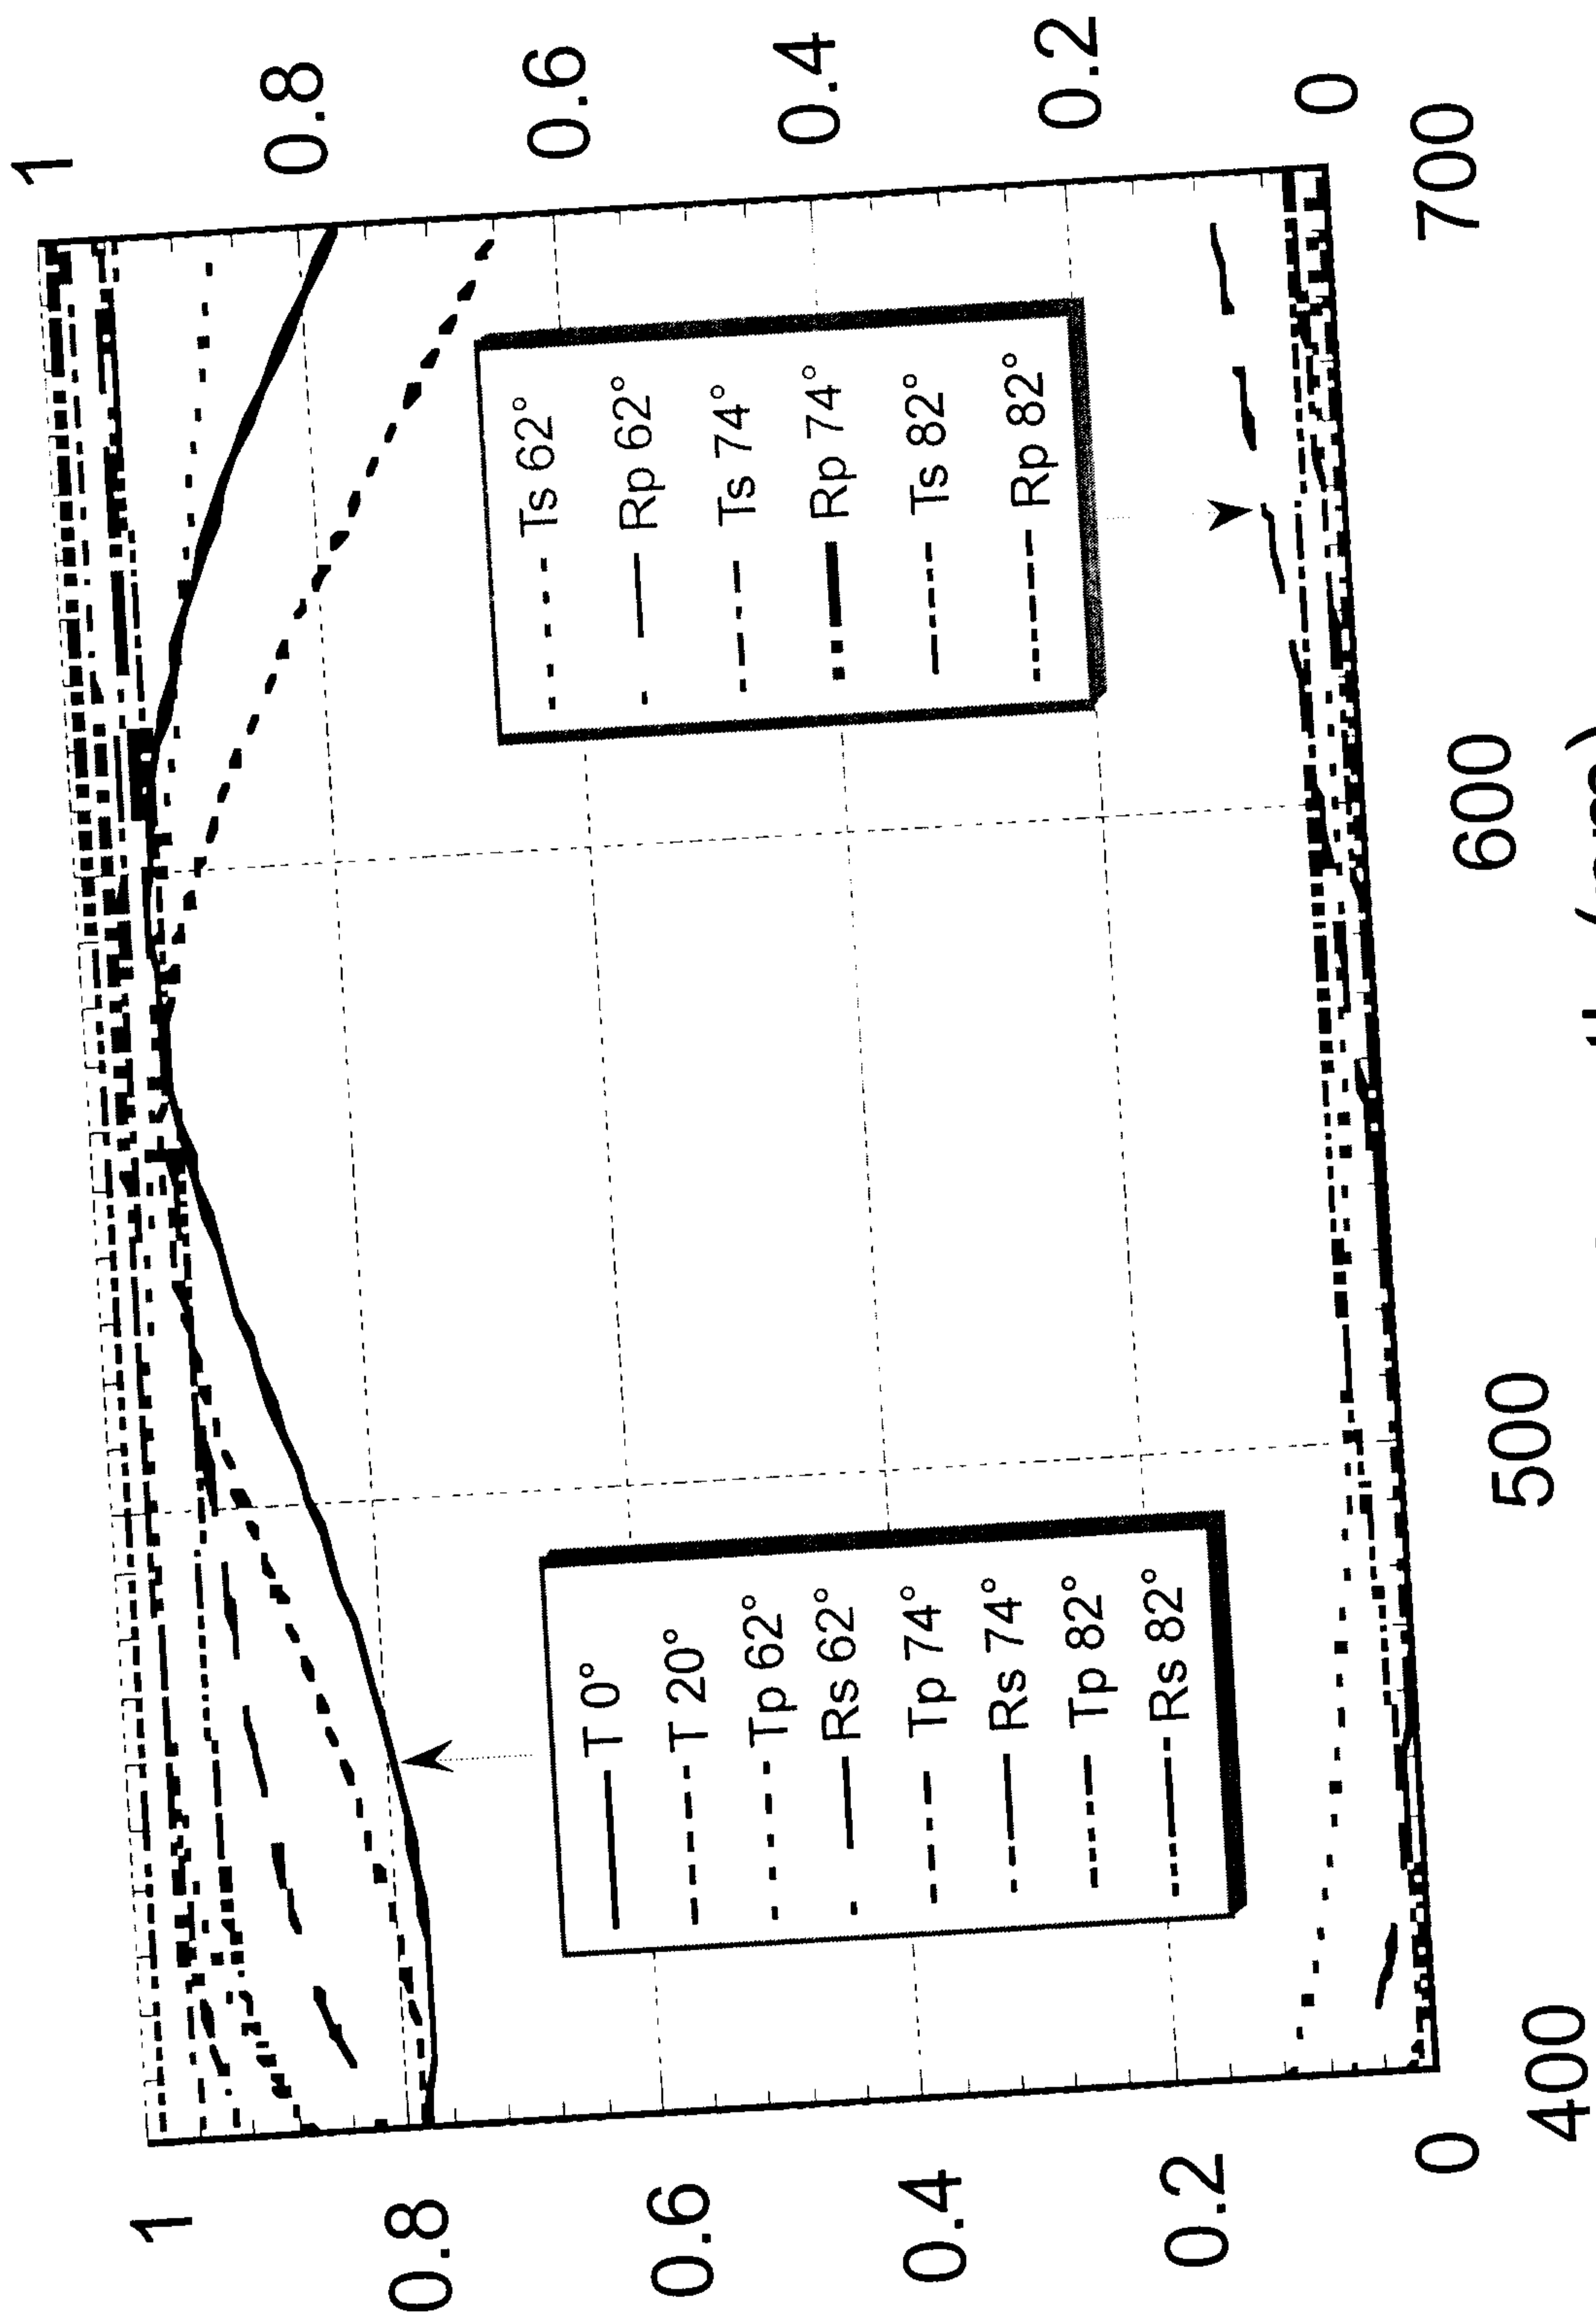 1
0.8
0.6
0.4
0.2
0
T 0°
T 20°
Tp 62°
Rs 62°
Tp 74°
Rs 74°
Tp 82°
Rs 82°
Ts 62°
Rp 62°
Ts 74°
Rp 74°
Ts 82°
Rp 82°
1
0.8
0.6
0.4
0.2
0
400
500
600
700